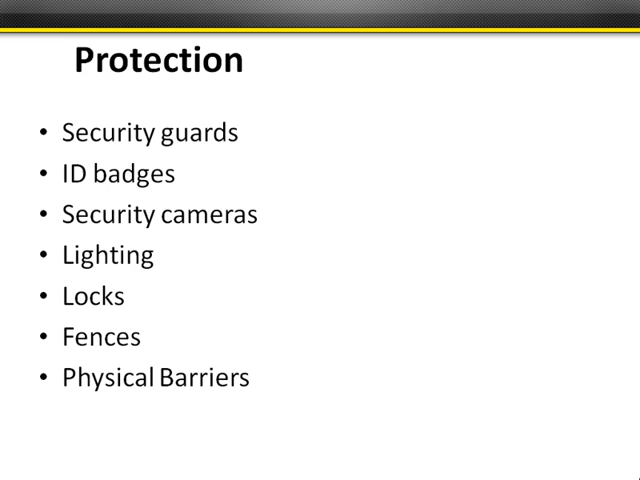 Protection
• Security guards
• ID badges
• Security cameras
• Lighting
• Locks
• Fences
• Physical Barriers